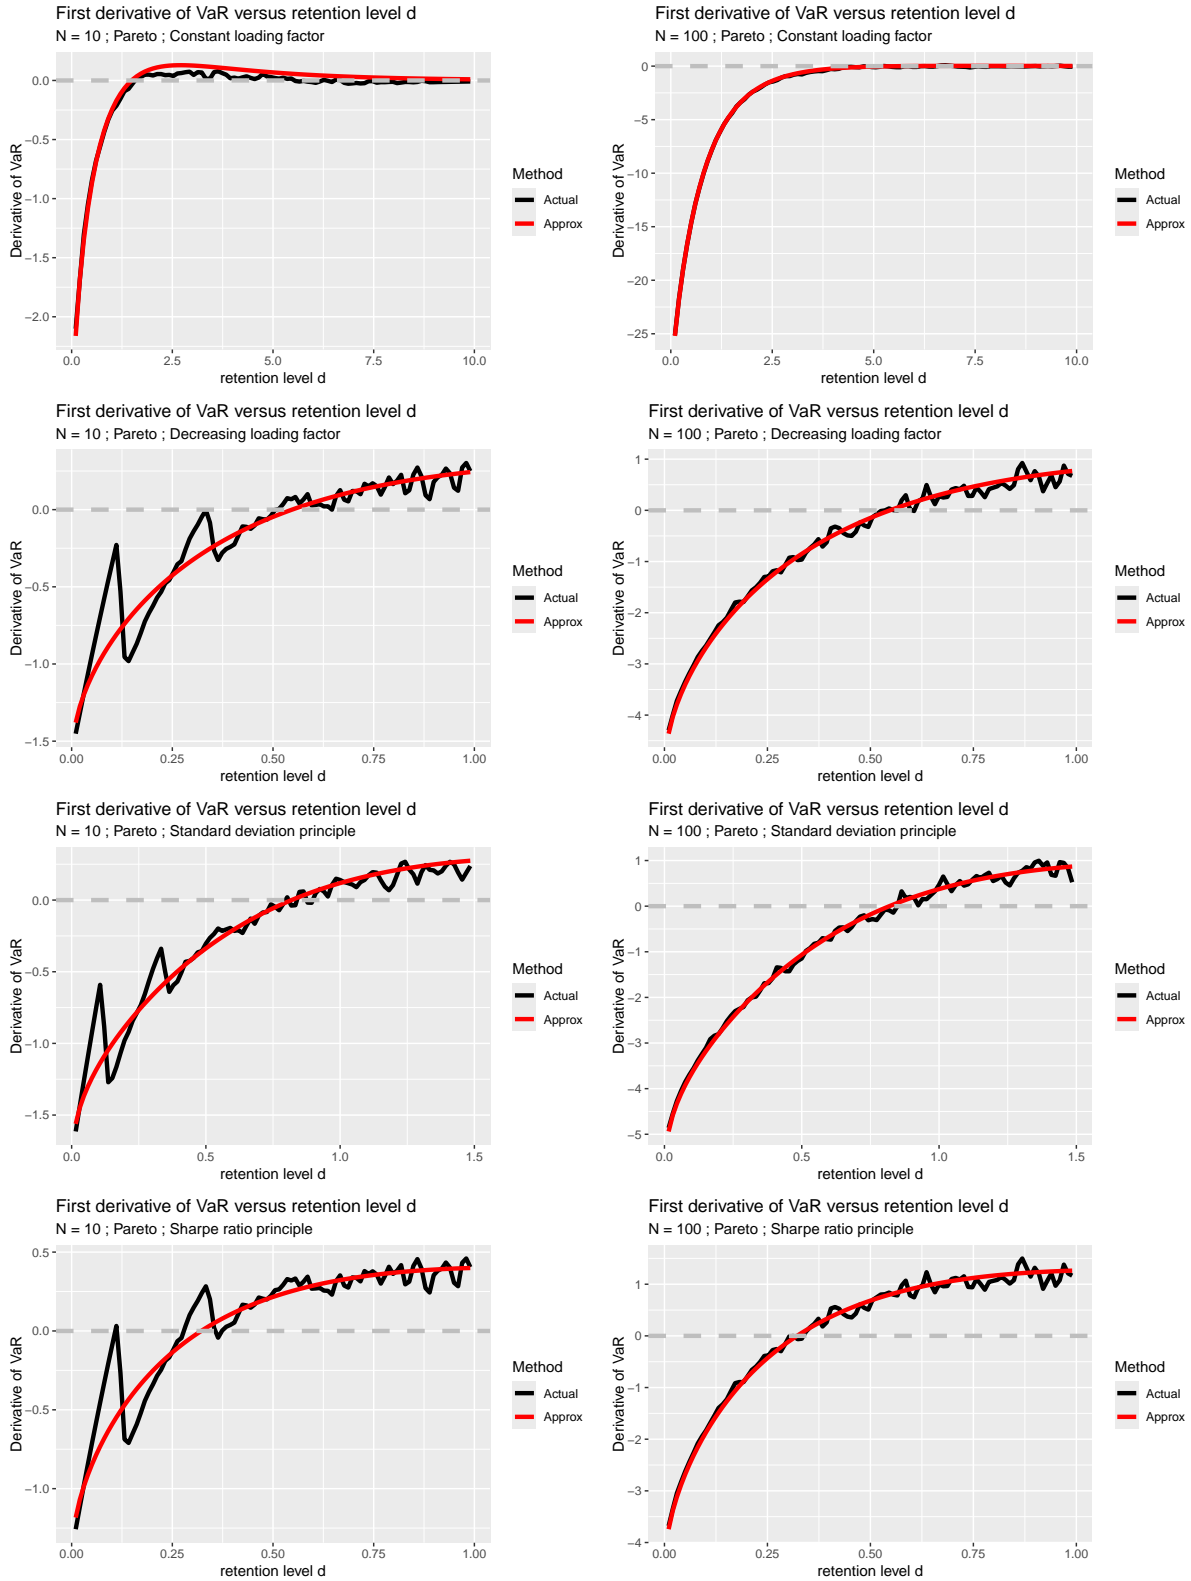 First derivative of VaR versus retention level d
N = 10 ; Pareto ; Constant loading factor
0.0
−0.5
−1.0
−1.5
−2.0
Derivative of VaR
0.0 2.5 5.0 7.5 10.0
retention level d
Method
Actual
Approx
First derivative of VaR versus retention level d
N = 100 ; Pareto ; Constant loading factor
0
−5
−10
−15
−20
−25
Derivative of VaR
0.0 2.5 5.0 7.5 10.0
retention level d
Method
Actual
Approx
First derivative of VaR versus retention level d
N = 10 ; Pareto ; Decreasing loading factor
0.0
−0.5
−1.0
−1.5
Derivative of VaR
0.00 0.25 0.50 0.75 1.00
retention level d
Method
Actual
Approx
First derivative of VaR versus retention level d
N = 100 ; Pareto ; Decreasing loading factor
1
0
−1
−2
−3
−4
Derivative of VaR
0.00 0.25 0.50 0.75 1.00
retention level d
Method
Actual
Approx
First derivative of VaR versus retention level d
N = 10 ; Pareto ; Standard deviation principle
0.0
−0.5
−1.0
−1.5
Derivative of VaR
0.0 0.5 1.0 1.5
retention level d
Method
Actual
Approx
First derivative of VaR versus retention level d
N = 100 ; Pareto ; Standard deviation principle
1
0
−1
−2
−3
−4
−5
Derivative of VaR
0.0 0.5 1.0 1.5
retention level d
Method
Actual
Approx
First derivative of VaR versus retention level d
N = 10 ; Pareto ; Sharpe ratio principle
0.5
0.0
−0.5
−1.0
Derivative of VaR
0.00 0.25 0.50 0.75 1.00
retention level d
Method
Actual
Approx
First derivative of VaR versus retention level d
N = 100 ; Pareto ; Sharpe ratio principle
1
0
−1
−2
−3
−4
Derivative of VaR
0.00 0.25 0.50 0.75 1.00
retention level d
Method
Actual
Approx